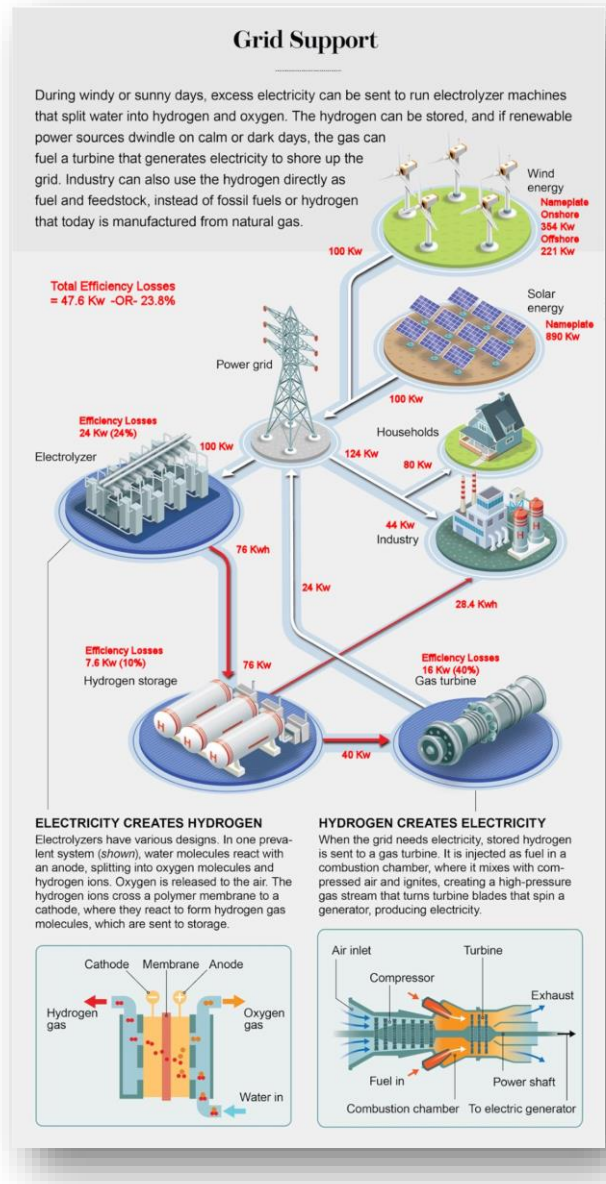 Grid Support
During windy or sunny days, excess electricity can be sent to run electrolyzer machines
that split water into hydrogen and oxygen. The hydrogen can be stored, and if renewable
power sources dwindle on calm or dark days, the gas can
fuel a turbine that generates electricity to shore up the
grid. Industry can also use the hydrogen directly as
fuel and feedstock, instead of fossil fuels or hydrogen
that today is manufactured from natural gas.
Wind
energy
Nameplate
Onshore
354 Kw
Offshore
221 Kw
100 Kw
Total Efficiency Losses
= 47.6 Kw -OR- 23.8%
Solar
energy
Nameplate
890 Kw
Power grid
100 Kw
Efficiency Losses
24 Kw (24%)
Electrolyzer
100 Kw
124 Kw
Households
80 Kw
44 Kw
Industry
76 Kwh
24 Kw
28.4 Kwh
Efficiency Losses
7.6 Kw (10%)
Hydrogen storage
76 Kw
Efficiency Losses
16 Kw (40%)
Gas turbine
H
H
H
H
H
40 Kw
ELECTRICITY CREATES HYDROGEN
Electrolyzers have various designs. In one preva-
lent system (shown), water molecules react with
an anode, splitting into oxygen molecules and
hydrogen ions. Oxygen is released to the air. The
hydrogen ions cross a polymer membrane to a
cathode, where they react to form hydrogen gas
molecules, which are sent to storage.
HYDROGEN CREATES ELECTRICITY
When the grid needs electricity, stored hydrogen
is sent to a gas turbine. It is injected as fuel in a
combustion chamber, where it mixes with com-
pressed air and ignites, creating a high-pressure
gas stream that turns turbine blades that spin a
generator, producing electricity.
Cathode Membrane Anode
Hydrogen
gas
Oxygen
gas
Water in
Air inlet
Compressor
Turbine
Exhaust
Fuel in
Power shaft
Combustion chamber
To electric generator